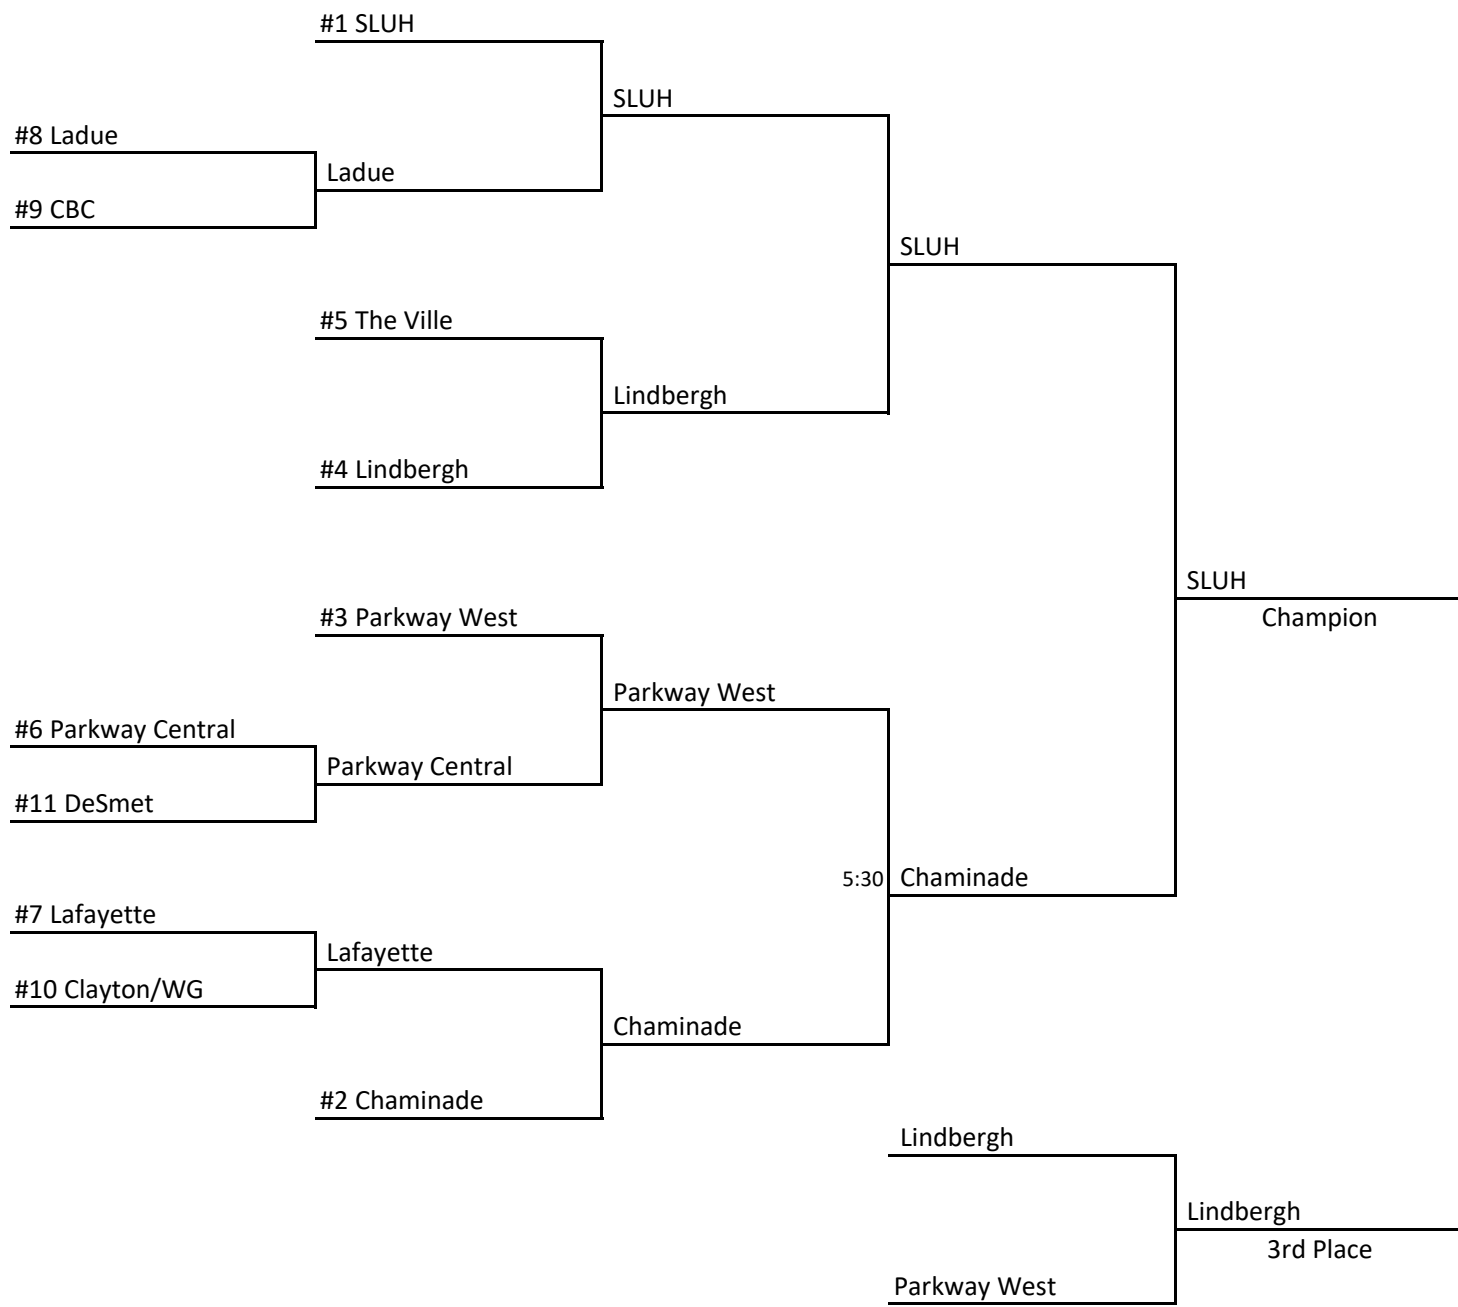 #1 SLUH
SLUH
#8 Ladue
Ladue
#9 CBC
SLUH
#5 The Ville
Lindbergh
#4 Lindbergh
SLUH
Champion
#3 Parkway West
Parkway West
#6 Parkway Central
Parkway Central
#11 DeSmet
5:30 Chaminade
#7 Lafayette
Lafayette
#10 Clayton/WG
Chaminade
#2 Chaminade
Lindbergh
Lindbergh
3rd Place
Parkway West